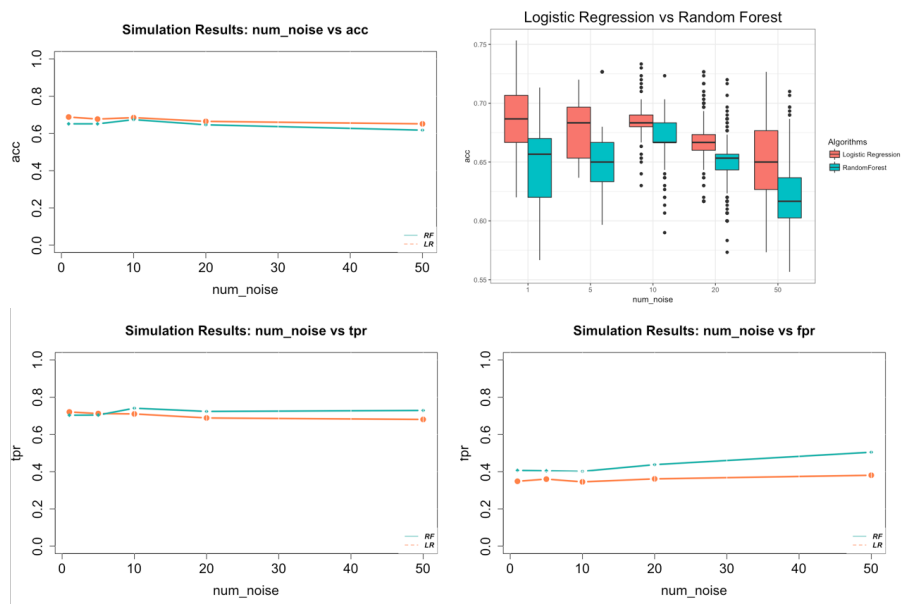 Simulation Results: num_noise vs acc
1.0
0.8
0.6
0.4
0.2
0.0
acc
0 10 20 30 40 50
num_noise
RF
LR
Logistic Regression vs Random Forest
0.75
0.70
0.65
0.60
0.55
acc
1 5 10 20 50
num_noise
Algorithms
Logistic Regression
RandomForest
Simulation Results: num_noise vs tpr
1.0
0.8
0.6
0.4
0.2
0.0
tpr
0 10 20 30 40 50
num_noise
RF
LR
Simulation Results: num_noise vs fpr
1.0
0.8
0.6
0.4
0.2
0.0
fpr
0 10 20 30 40 50
num_noise
RF
LR